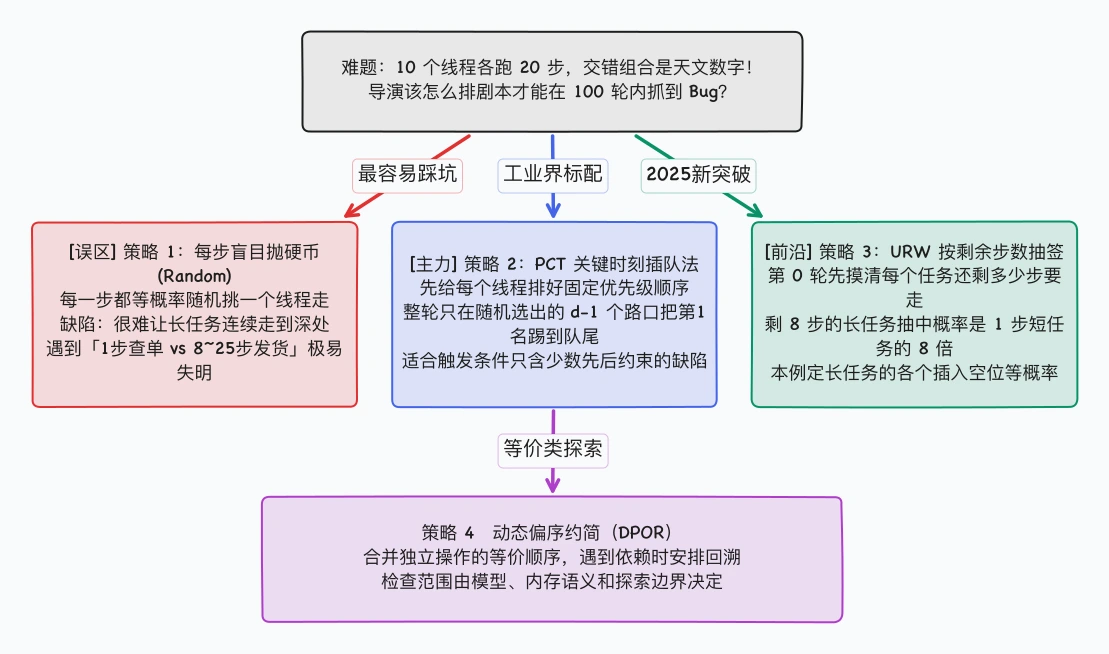 难题：10 个线程各跑 20 步，交错组合是天文数字！
导演该怎么排剧本才能在 100 轮内抓到 Bug？
最容易踩坑
工业界标配
2025新突破
[误区] 策略 1：每步盲目抛硬币
(Random)
每一步都等概率随机挑一个线程走
缺陷：很难让长任务连续走到深处
遇到「1步查单 vs 8~25步发货」极易
失明
[主力] 策略 2：PCT 关键时刻插队法
先给每个线程排好固定优先级顺序
整轮只在随机选出的 d-1 个路口把第1
名踢到队尾
适合触发条件只含少数先后约束的缺陷
[前沿] 策略 3：URW 按剩余步数抽签
第 0 轮先摸清每个任务还剩多少步要
走
剩 8 步的长任务抽中概率是 1 步短任
务的 8 倍
本例定长任务的各个插入空位等概率
等价类探索
策略 4　动态偏序约简（DPOR）
合并独立操作的等价顺序，遇到依赖时安排回溯
检查范围由模型、内存语义和探索边界决定